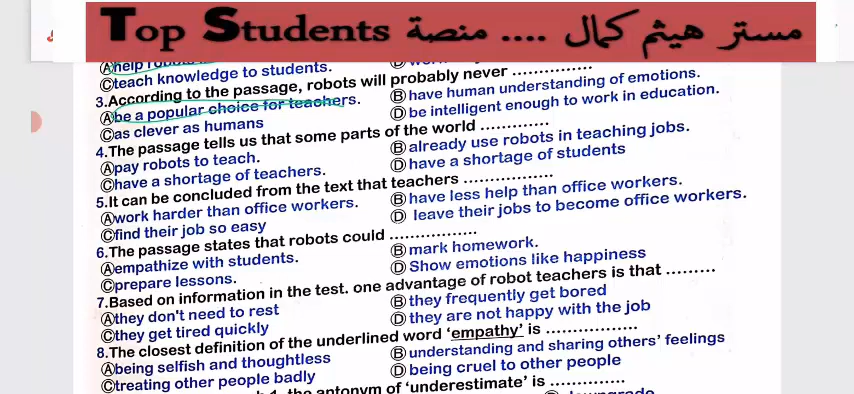 Top Students مستر هيثم كمال .... منصة
Ⓐhelp
Ⓒteach knowledge to students.
3.According to the passage, robots will probably never ...............
Ⓐbe a popular choice for teachers. Ⓑhave human understanding of emotions.
Ⓒas clever as humans Ⓓbe intelligent enough to work in education.
4.The passage tells us that some parts of the world .............
Ⓐpay robots to teach. Ⓑalready use robots in teaching jobs.
Ⓒhave a shortage of teachers. Ⓓhave a shortage of students
5.It can be concluded from the text that teachers .................
Ⓐwork harder than office workers. Ⓑhave less help than office workers.
Ⓒfind their job so easy Ⓓ leave their jobs to become office workers.
6.The passage states that robots could .................
Ⓐempathize with students. Ⓑmark homework.
Ⓒprepare lessons. Ⓓ Show emotions like happiness
7.Based on information in the test. one advantage of robot teachers is that .........
Ⓐthey don't need to rest Ⓑthey frequently get bored
Ⓒthey get tired quickly Ⓓthey are not happy with the job
8.The closest definition of the underlined word ‘empathy’ is .................
Ⓐbeing selfish and thoughtless Ⓑunderstanding and sharing others’ feelings
Ⓒtreating other people badly Ⓓbeing cruel to other people
the antonym of ‘underestimate’ is .............